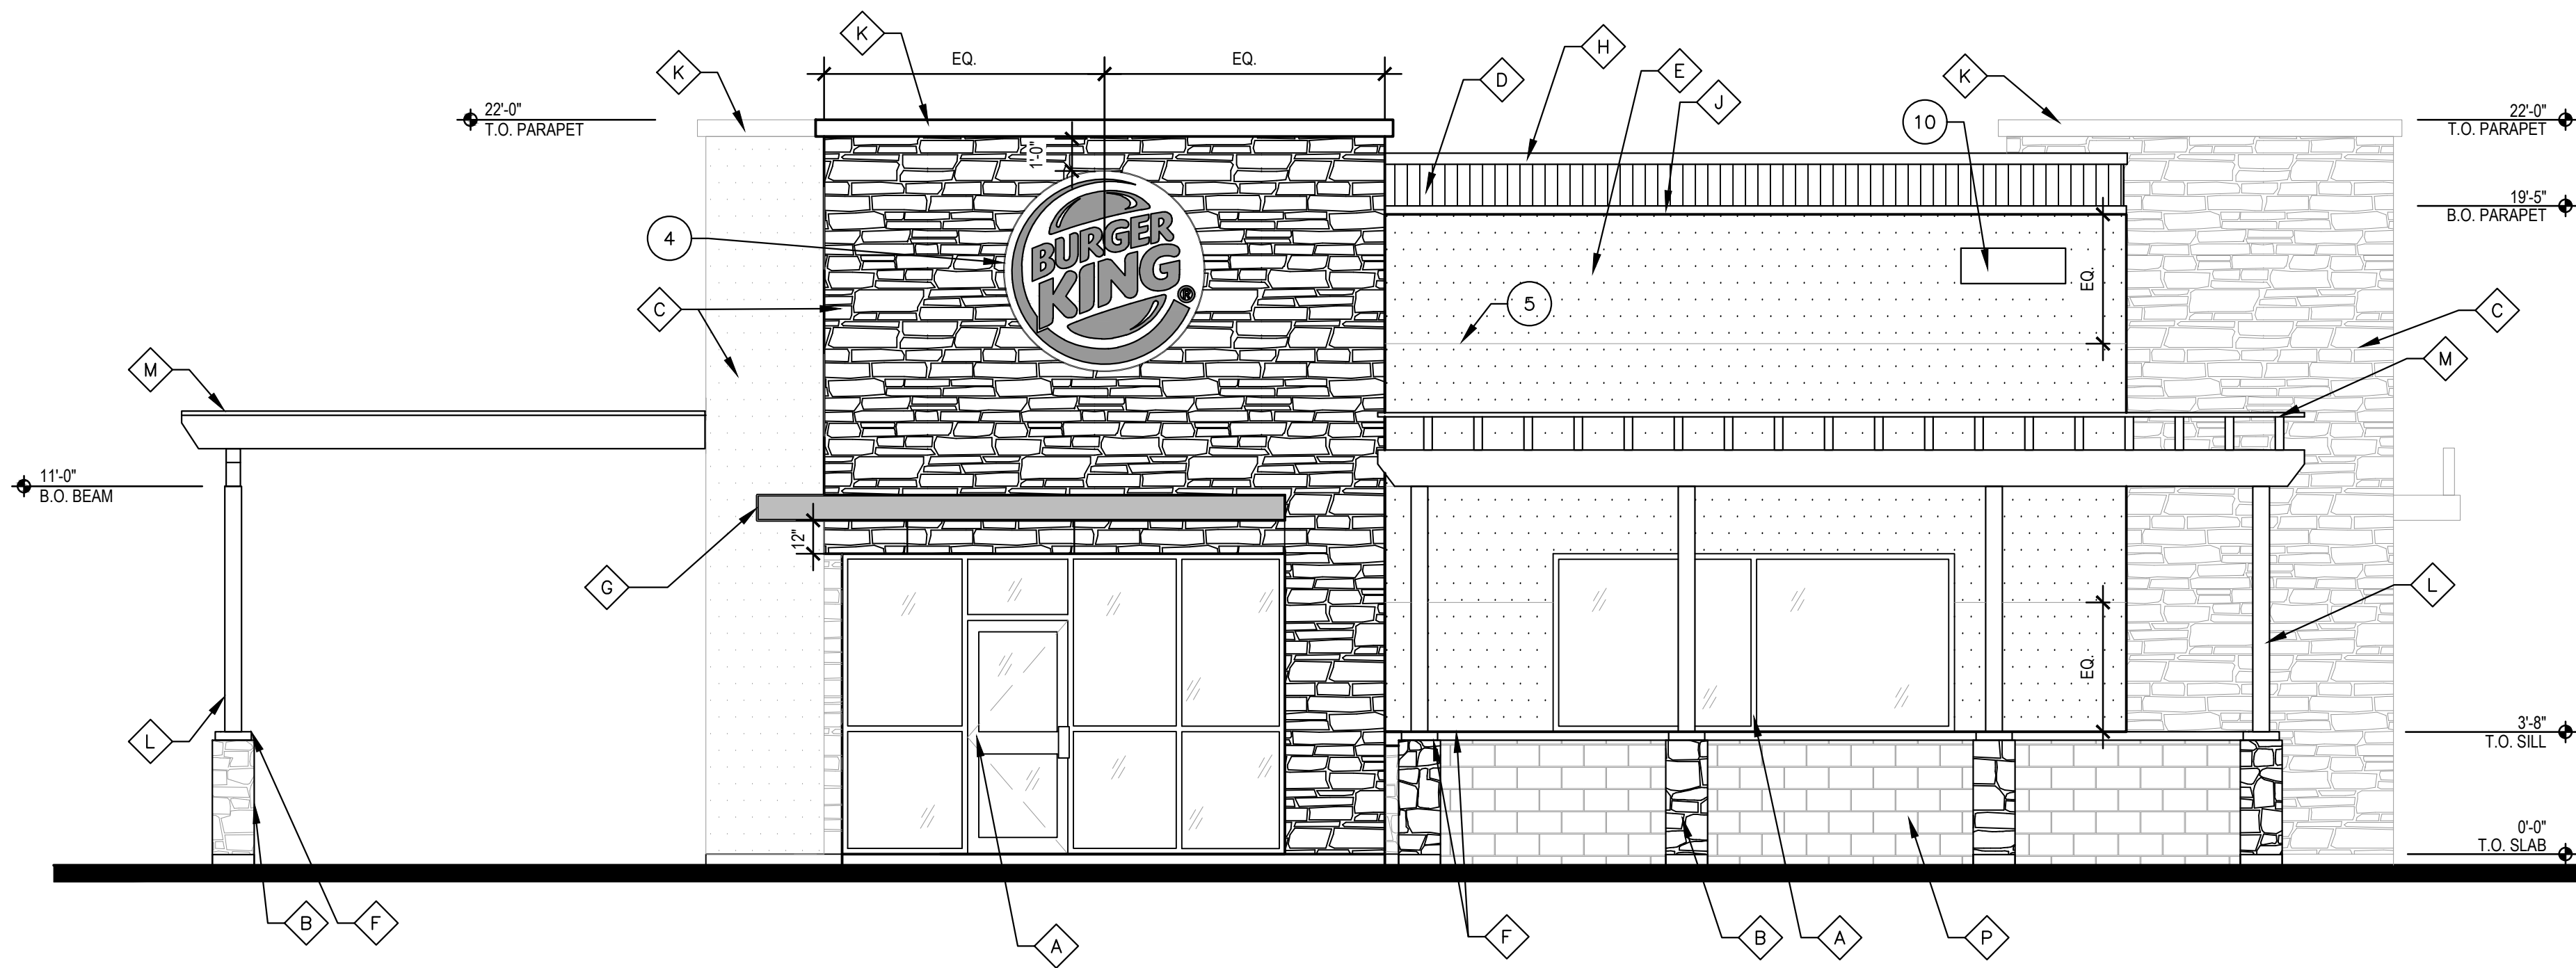 K
K
EQ.
EQ.
H
D
E
J
K
10
22'-0"
T.O. PARAPET
22'-0"
T.O. PARAPET
1'-0"
19'-5"
B.O. PARAPET
4
BURGER
KING
®
EQ.
C
5
C
M
M
11'-0"
B.O. BEAM
12"
G
L
EQ.
L
3'-8"
T.O. SILL
0'-0"
T.O. SLAB
B
F
A
F
B
A
P